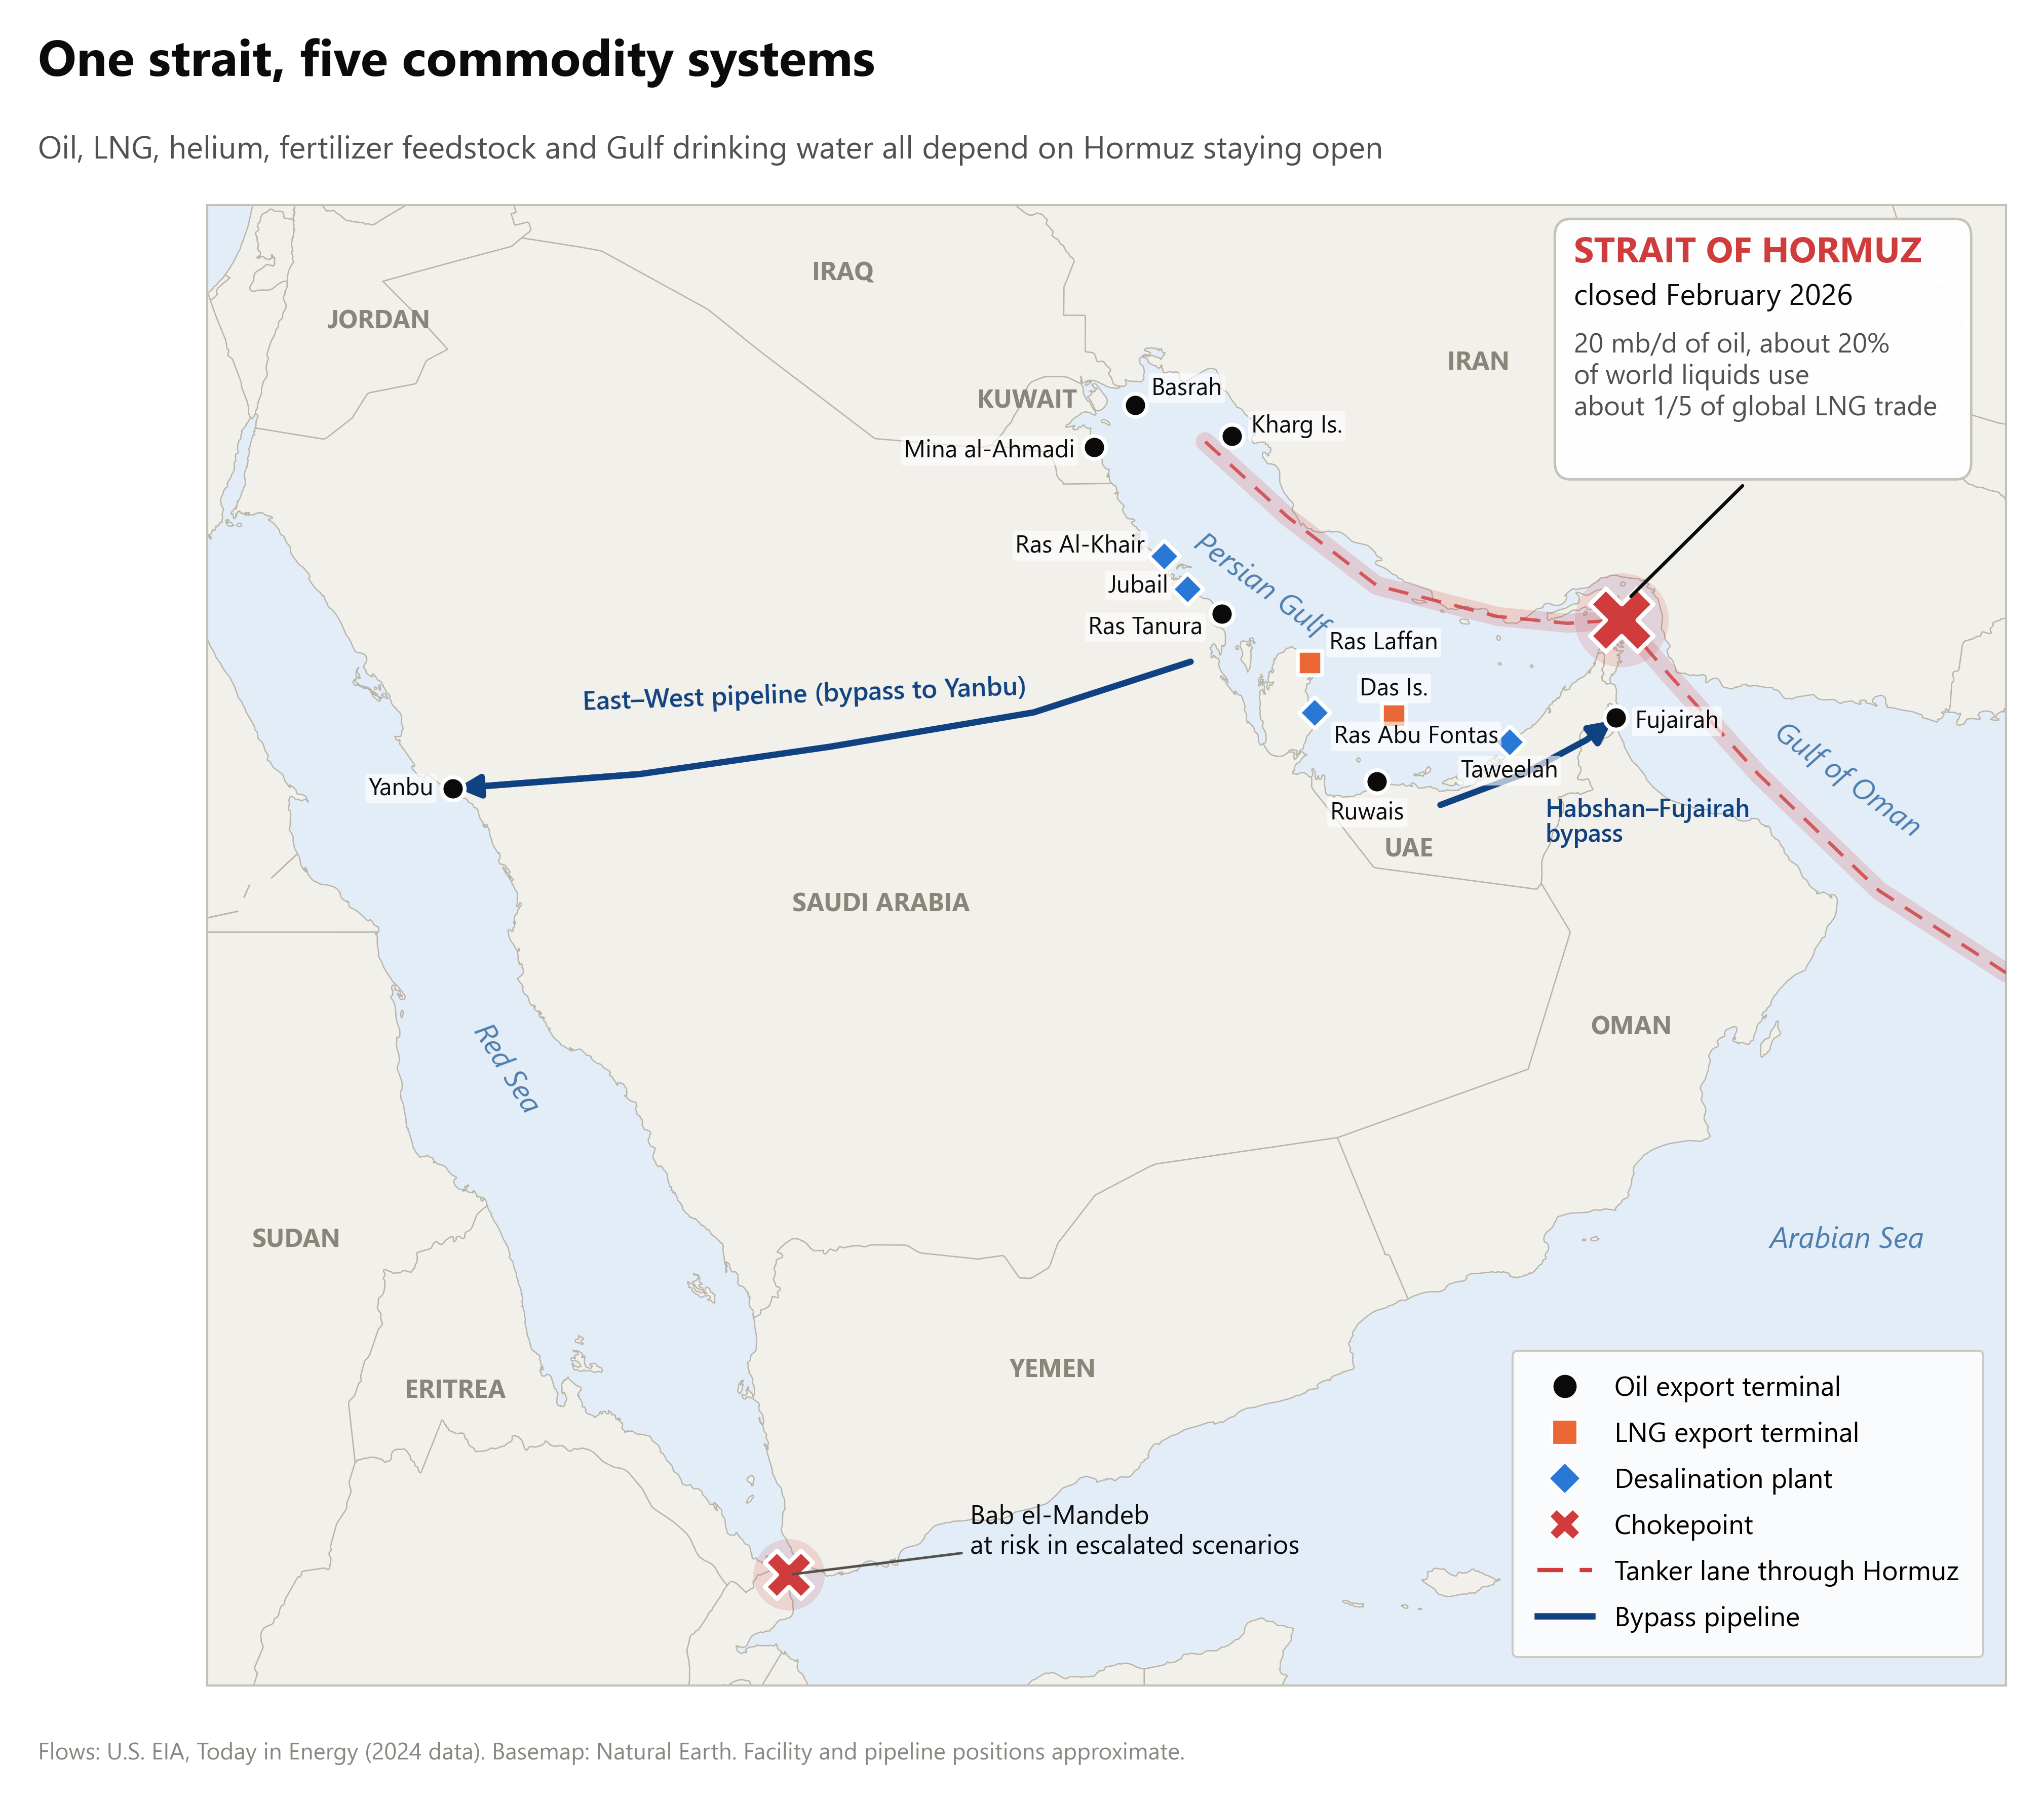 One strait, five commodity systems
Oil, LNG, helium, fertilizer feedstock and Gulf drinking water all depend on Hormuz staying open
STRAIT OF HORMUZ
closed February 2026
20 mb/d of oil, about 20%
of world liquids use
about 1/5 of global LNG trade
IRAQ
JORDAN
IRAN
KUWAIT
Basrah
Kharg Is.
Mina al-Ahmadi
Ras Al-Khair
Persian Gulf
Jubail
Ras Tanura
Ras Laffan
East–West pipeline (bypass to Yanbu)
Das Is.
Ras Abu Fontas
Fujairah
Gulf of Oman
Taweelah
Yanbu
Ruwais
Habshan–Fujairah
bypass
UAE
SAUDI ARABIA
OMAN
Red Sea
SUDAN
Arabian Sea
YEMEN
ERITREA
Bab el-Mandeb
at risk in escalated scenarios
Oil export terminal
LNG export terminal
Desalination plant
Chokepoint
Tanker lane through Hormuz
Bypass pipeline
Flows: U.S. EIA, Today in Energy (2024 data). Basemap: Natural Earth. Facility and pipeline positions approximate.